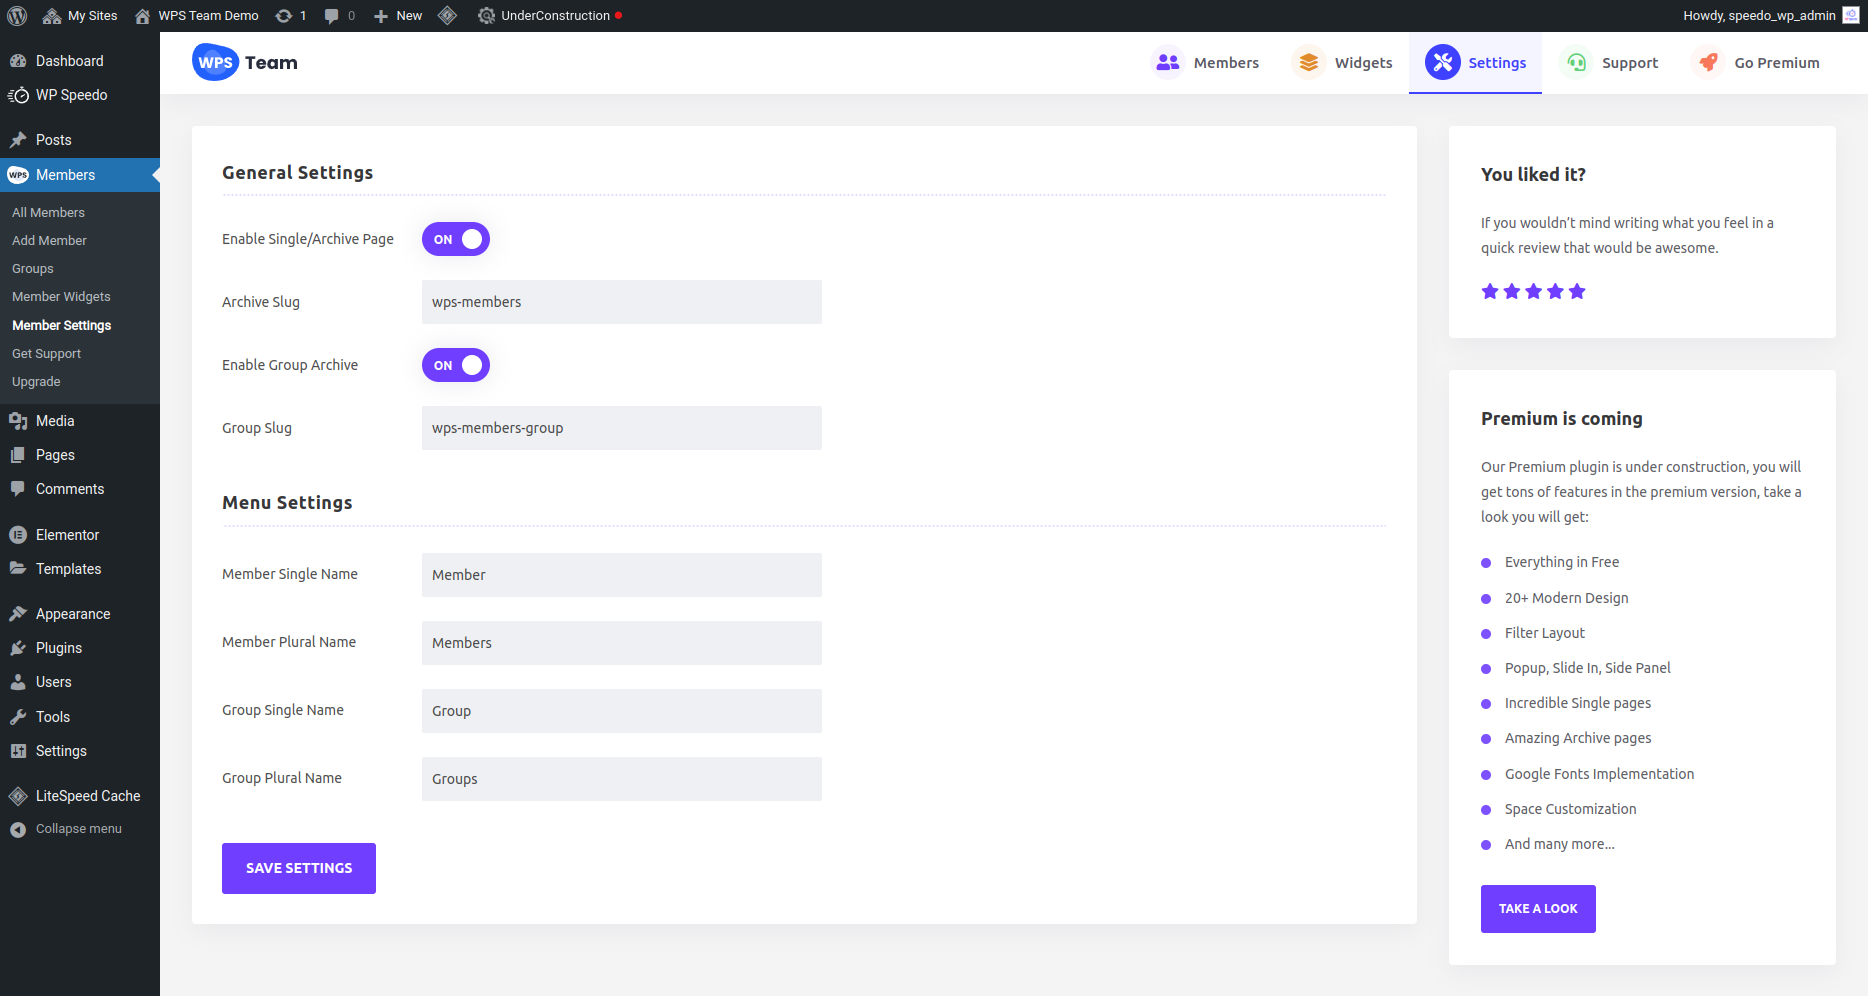 My Sites
WPS Team Demo
1
0
New
UnderConstruction
Howdy, speedo_wp_admin
Dashboard
WP Speedo
Posts
WPS
Members
All Members
Add Member
Groups
Member Widgets
Member Settings
Get Support
Upgrade
Media
Pages
Comments
Elementor
Templates
Appearance
Plugins
Users
Tools
Settings
LiteSpeed Cache
Collapse menu
WPS Team
Members
Widgets
Settings
Support
Go Premium
General Settings
Enable Single/Archive Page
ON
Archive Slug
wps-members
Enable Group Archive
ON
Group Slug
wps-members-group
Menu Settings
Member Single Name
Member
Member Plural Name
Members
Group Single Name
Group
Group Plural Name
Groups
SAVE SETTINGS
You liked it?
If you wouldn’t mind writing what you feel in a
quick review that would be awesome.
Premium is coming
Our Premium plugin is under construction, you will
get tons of features in the premium version, take a
look you will get:
Everything in Free
20+ Modern Design
Filter Layout
Popup, Slide In, Side Panel
Incredible Single pages
Amazing Archive pages
Google Fonts Implementation
Space Customization
And many more...
TAKE A LOOK